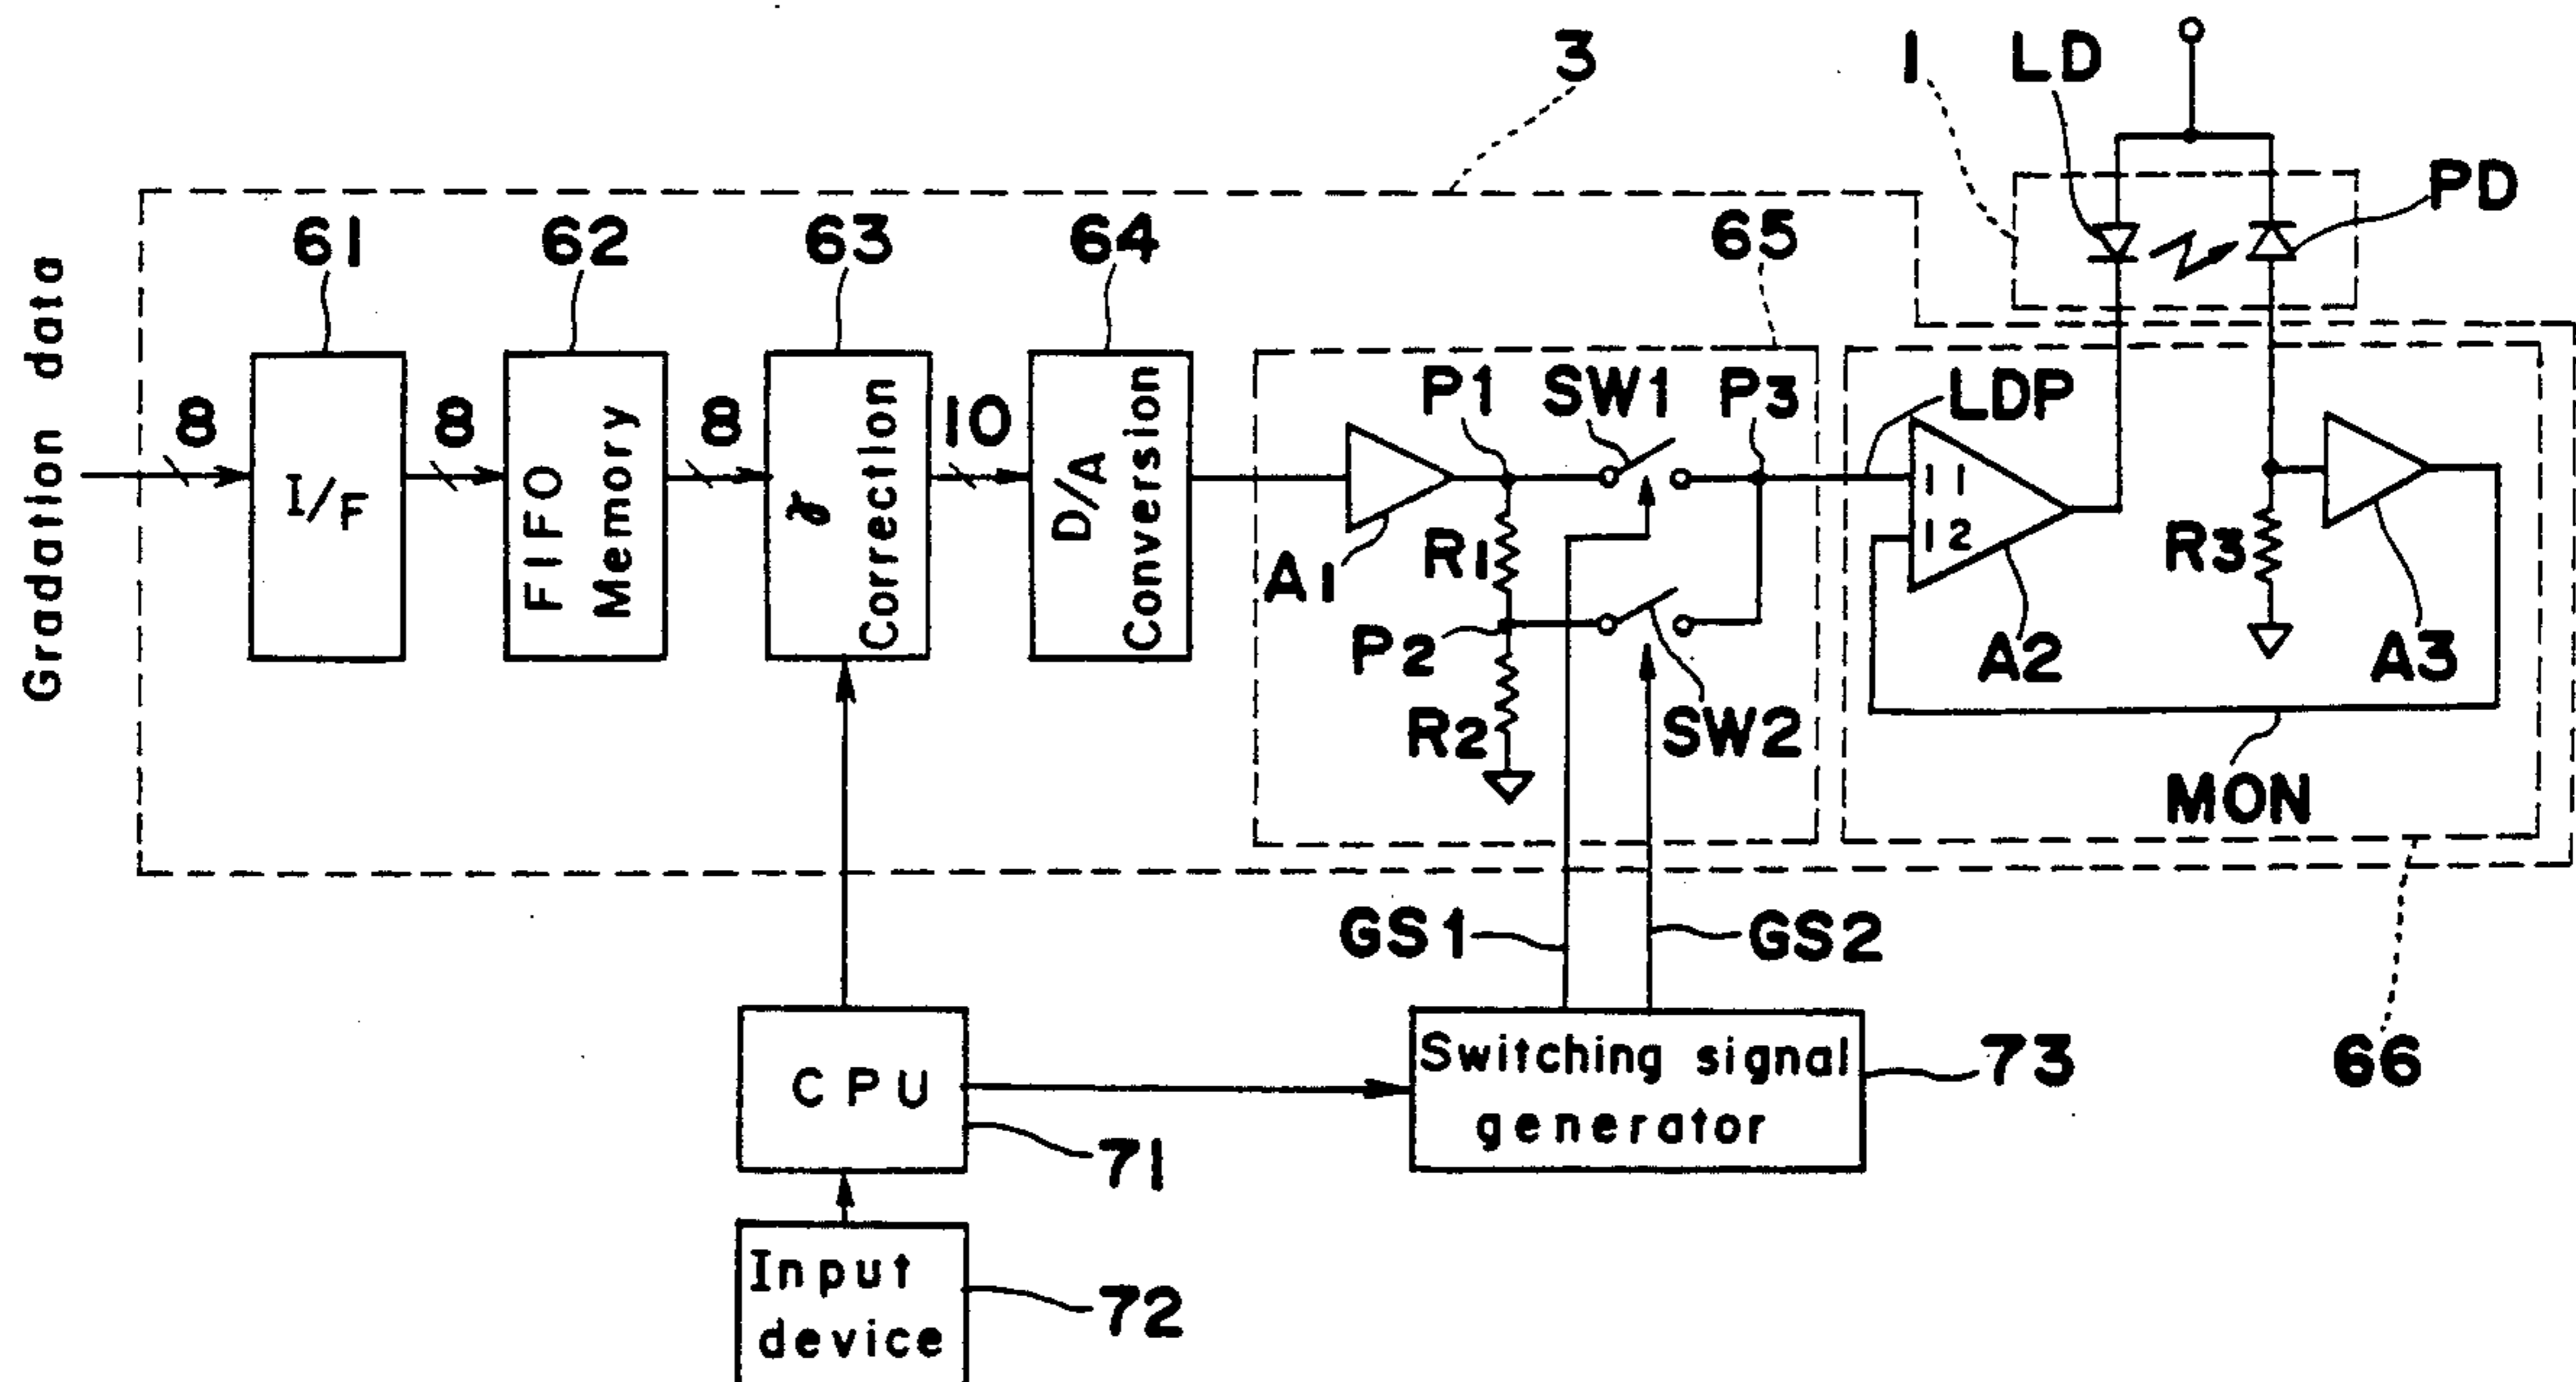 3
1
LD
PD
Gradation data
61
62
63
64
65
8
8
8
10
I/F
FIFO
Memory
γ
Correction
D/A
Conversion
P1
SW1
P3
LDP
I1
I2
A1
R1
P2
R2
SW2
A2
R3
A3
MON
GS1
GS2
66
CPU
71
Switching signal
generator
73
Input
device
72